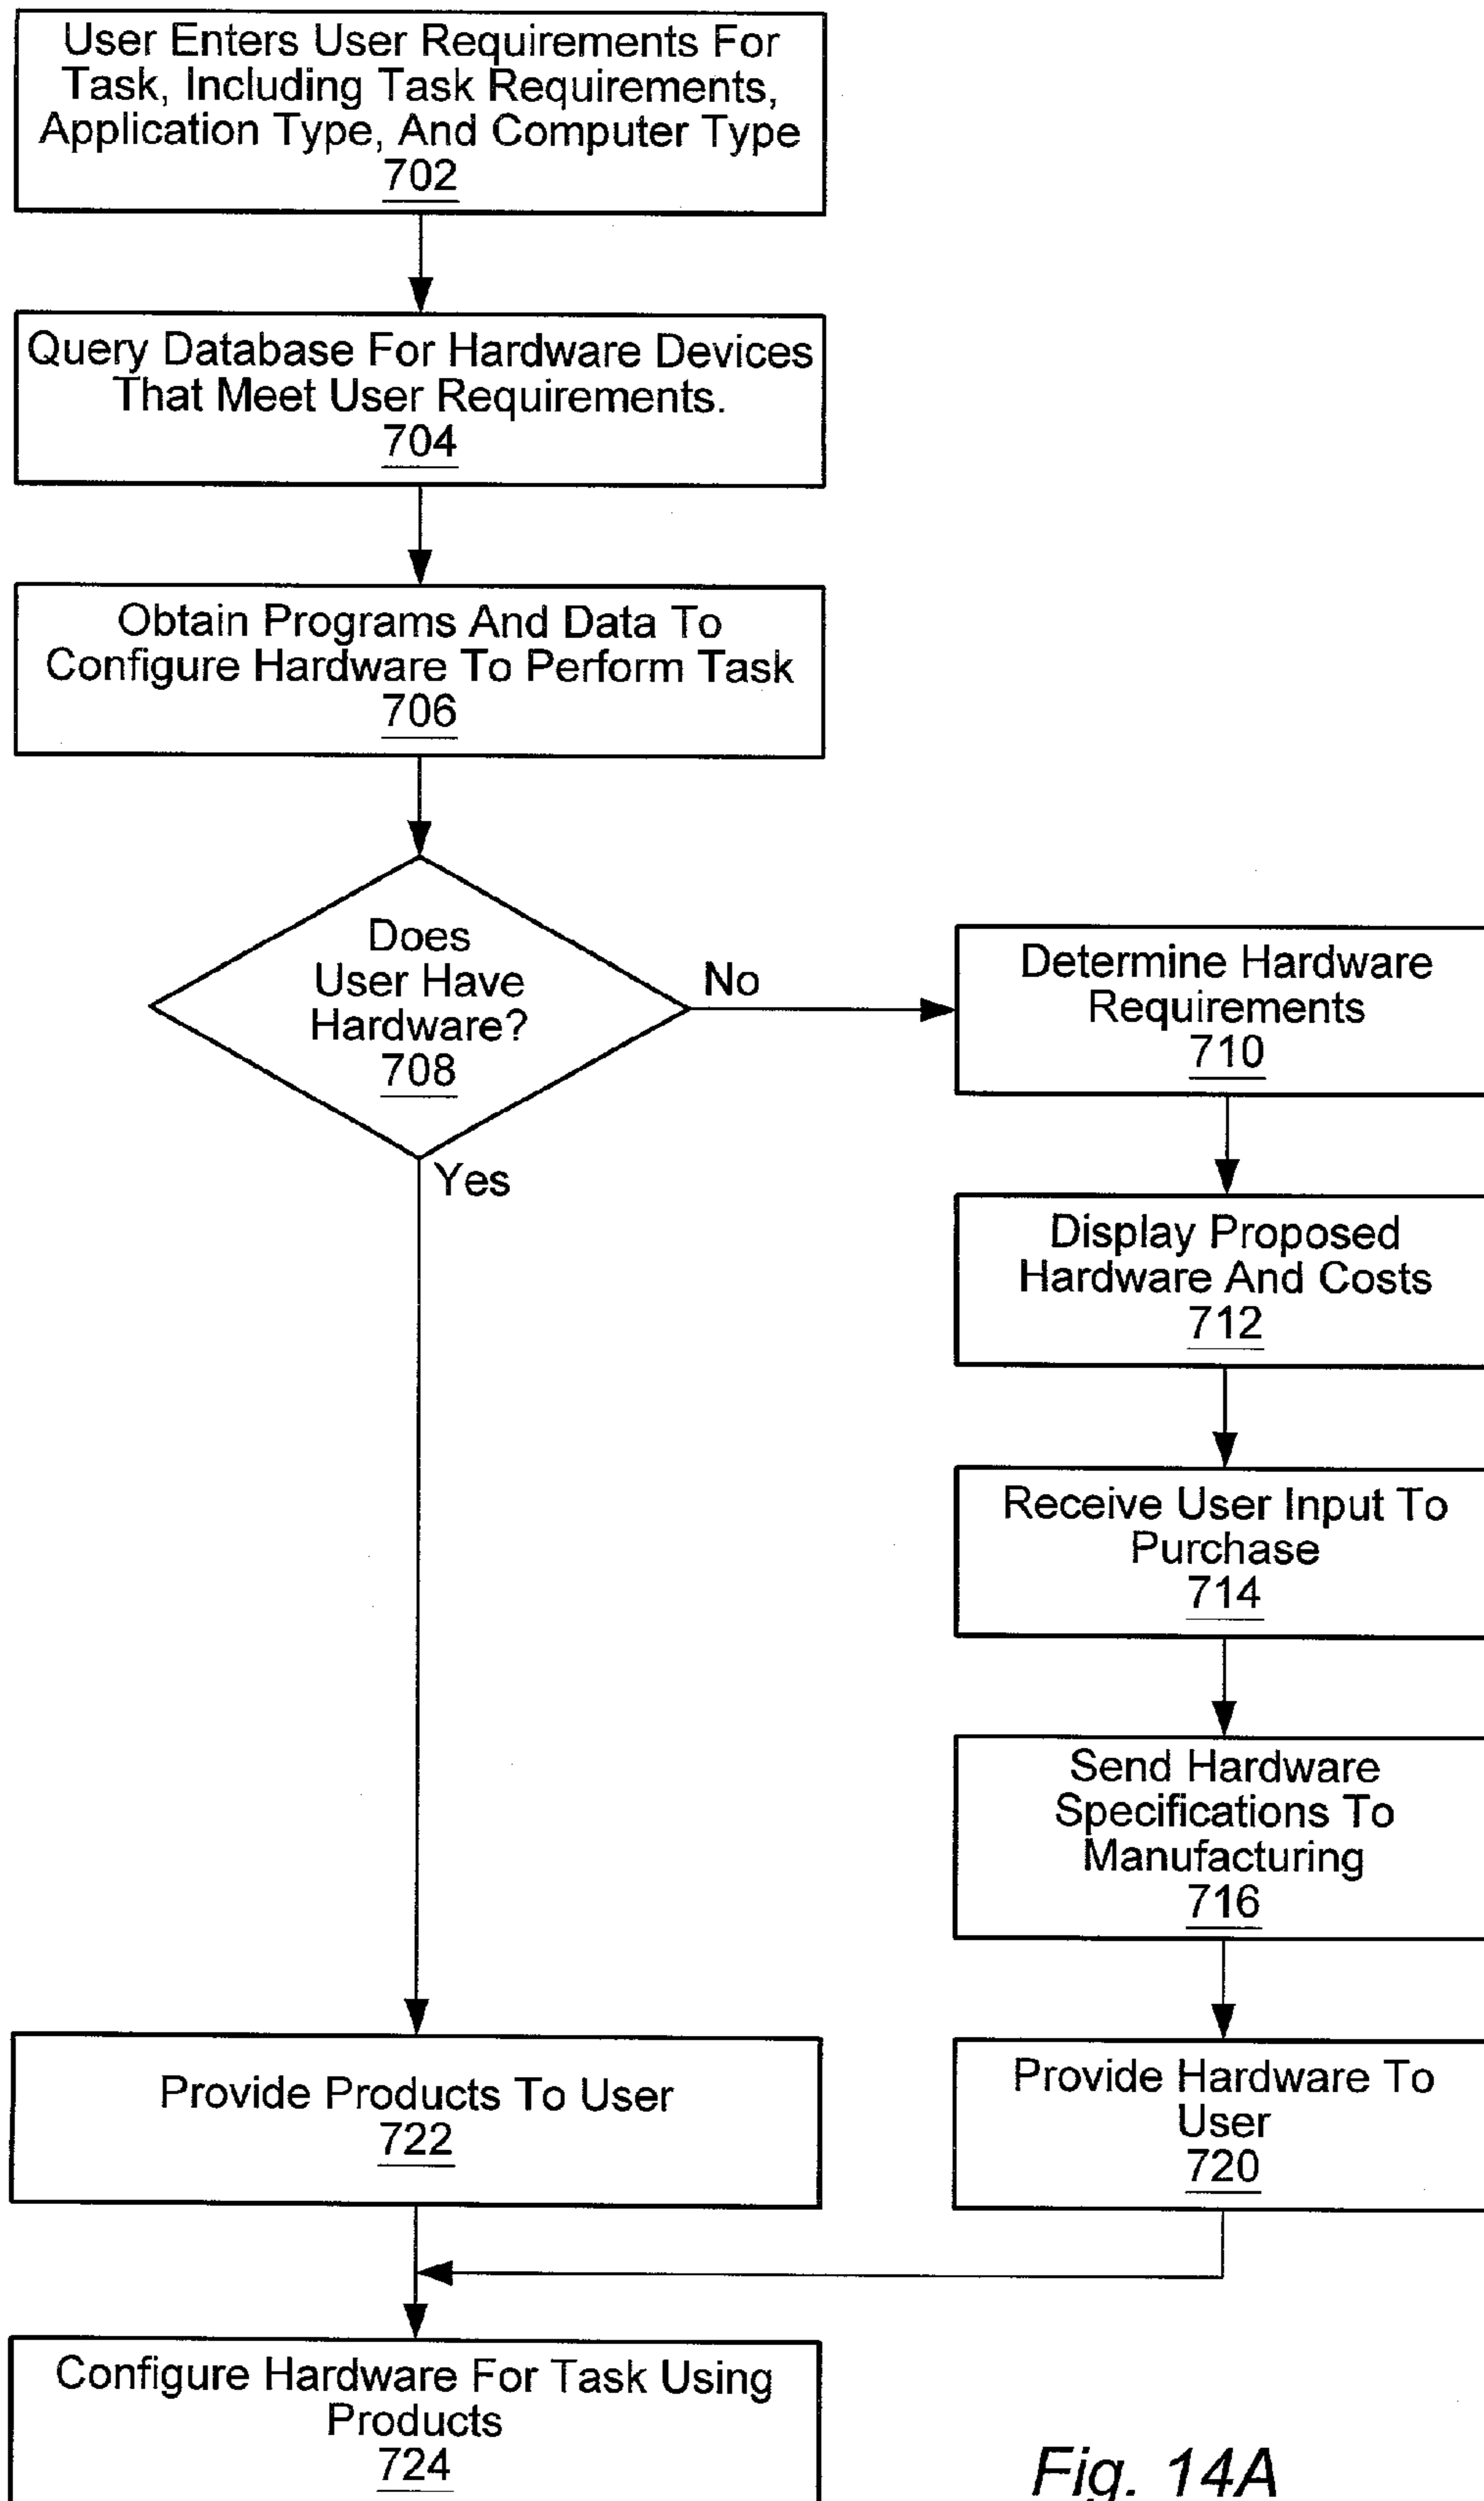 User Enters User Requirements For
Task, Including Task Requirements,
Application Type, And Computer Type
702
Query Database For Hardware Devices
That Meet User Requirements.
704
Obtain Programs And Data To
Configure Hardware To Perform Task
706
Does
User Have
Hardware?
708
No
Yes
Determine Hardware
Requirements
710
Display Proposed
Hardware And Costs
712
Receive User Input To
Purchase
714
Send Hardware
Specifications To
Manufacturing
716
Provide Hardware To
User
720
Provide Products To User
722
Configure Hardware For Task Using
Products
724
Fig. 14A